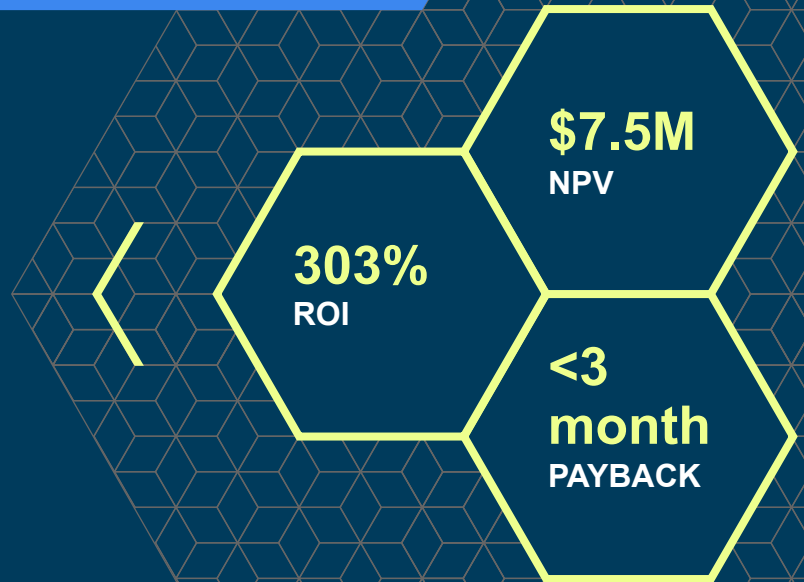 $7.5M
NPV
303%
ROI
<3
month
PAYBACK